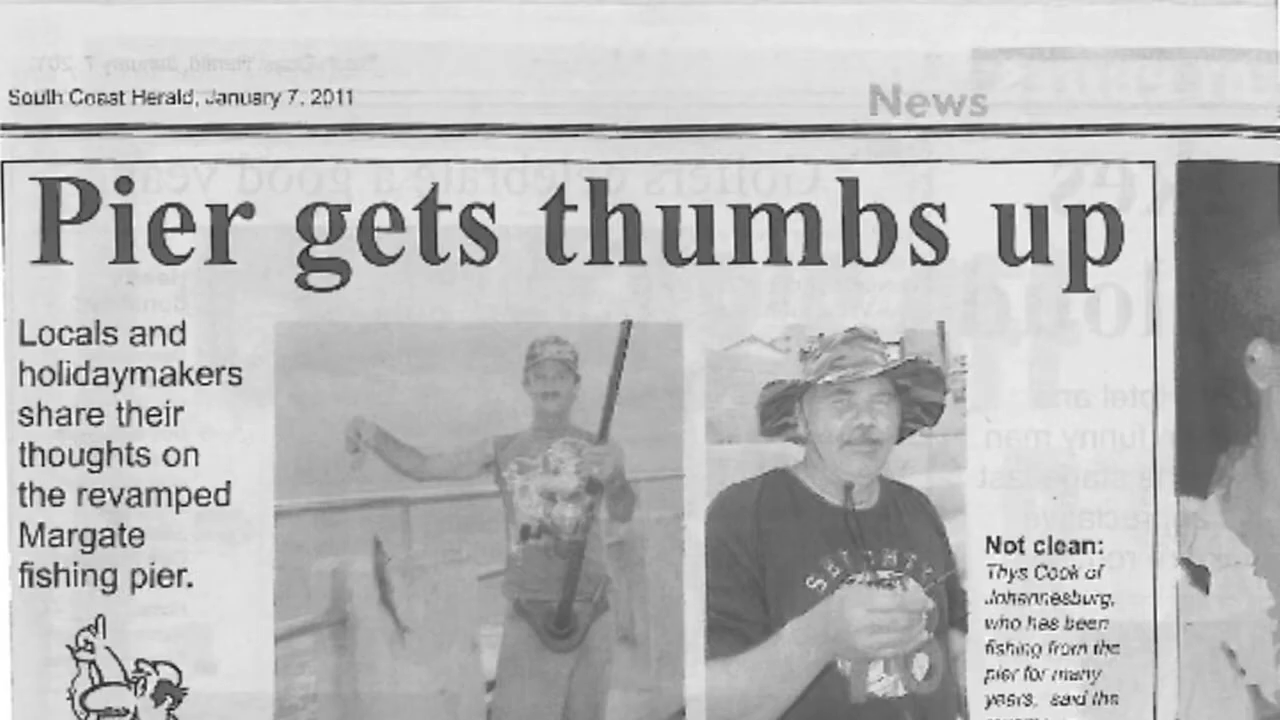 South Coast Herald, January 7, 2011
News
Pier gets thumbs up
Locals and
holidaymakers
share their
thoughts on
the revamped
Margate
fishing pier.
Not clean:
Thys Cook of
Johannesburg,
who has been
fishing from the
pier for many
years, said the